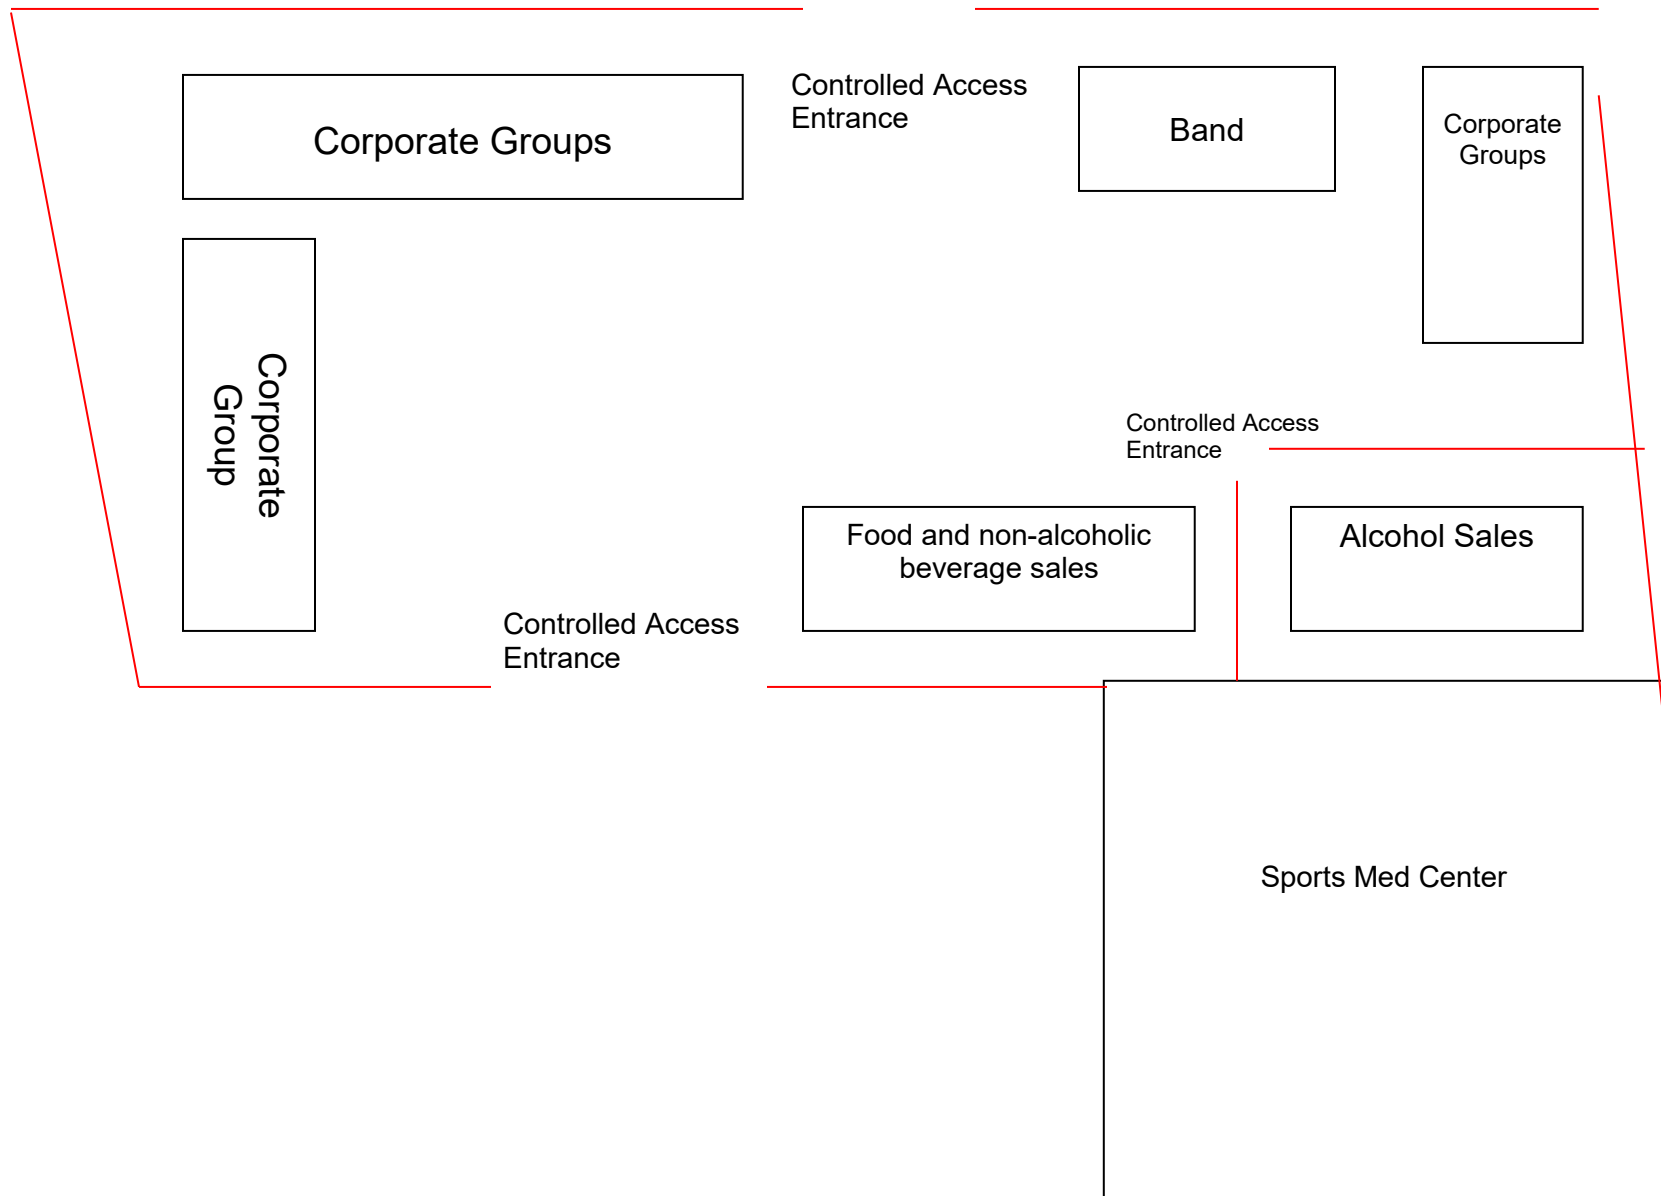 Controlled Access
Entrance
Corporate Groups
Band
Corporate
Groups
Corporate
Group
Controlled Access
Entrance
Food and non-alcoholic
beverage sales
Alcohol Sales
Controlled Access
Entrance
Sports Med Center